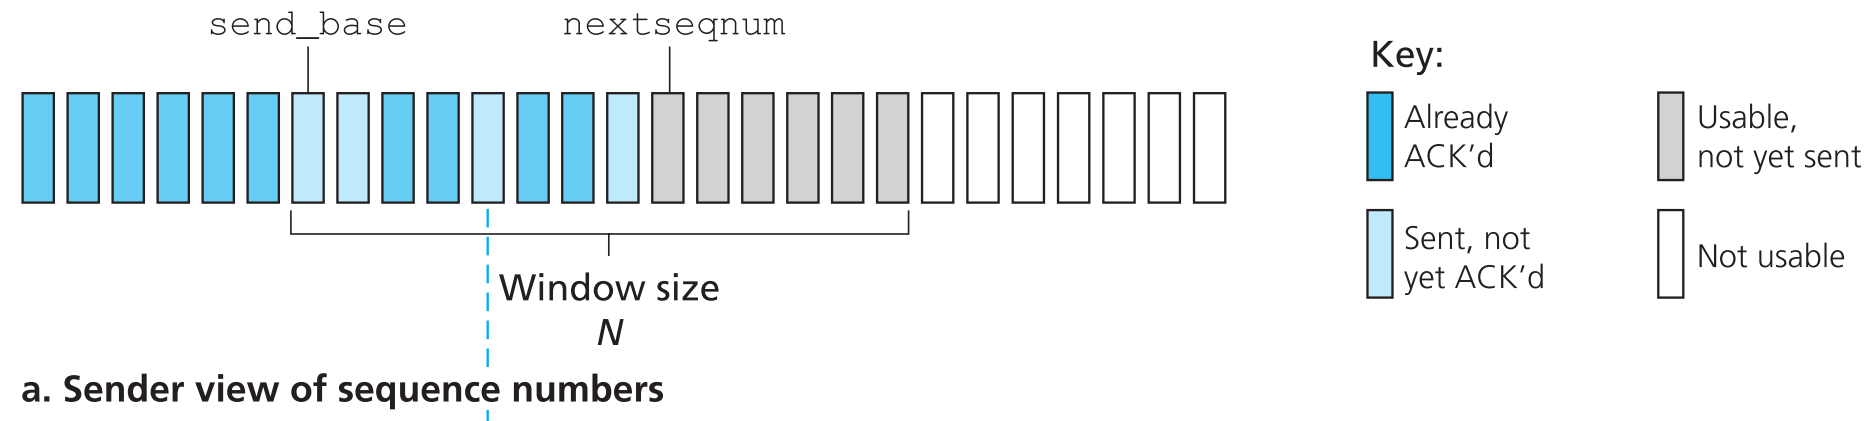 send_base
nextseqnum
Key:
Already
ACK’d
Usable,
not yet sent
Sent, not
yet ACK’d
Not usable
Window size
N
a. Sender view of sequence numbers